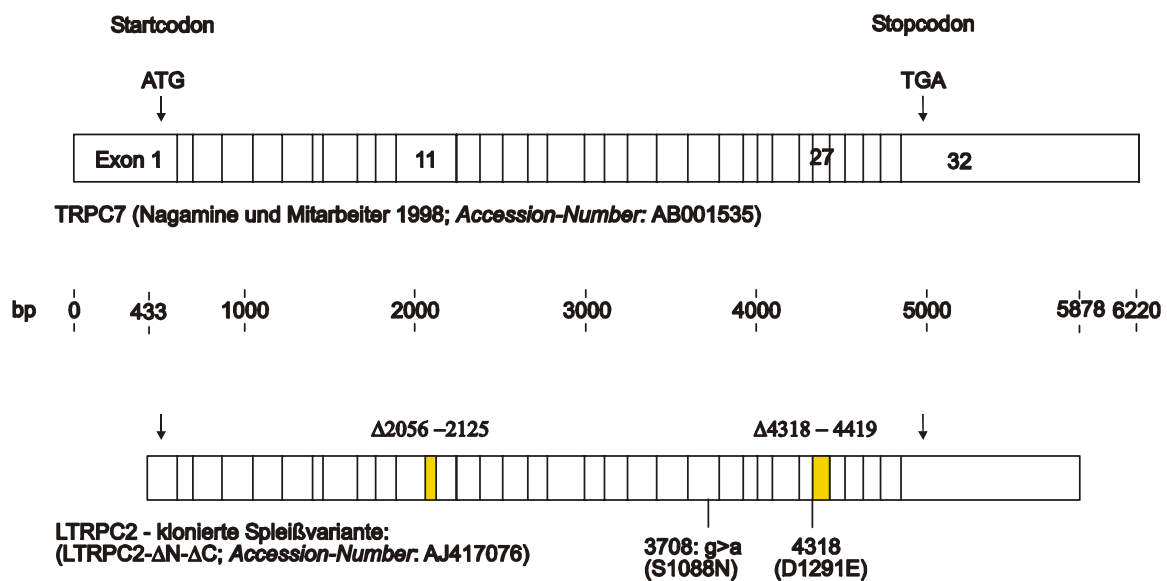 Startcodon Stopcodon
ATG TGA
Exon 1 11 27 32
TRPC7 (Nagamine und Mitarbeiter 1998; Accession-Number: AB001535)
bp 0 433 1000 2000 3000 4000 5000 5878 6220
Δ2056 –2125 Δ4318 – 4419
LTRPC2 - klonierte Spleißvariante:
(LTRPC2-ΔN-ΔC; Accession-Number: AJ417076)
3708: g>a 4318
(S1088N) (D1291E)